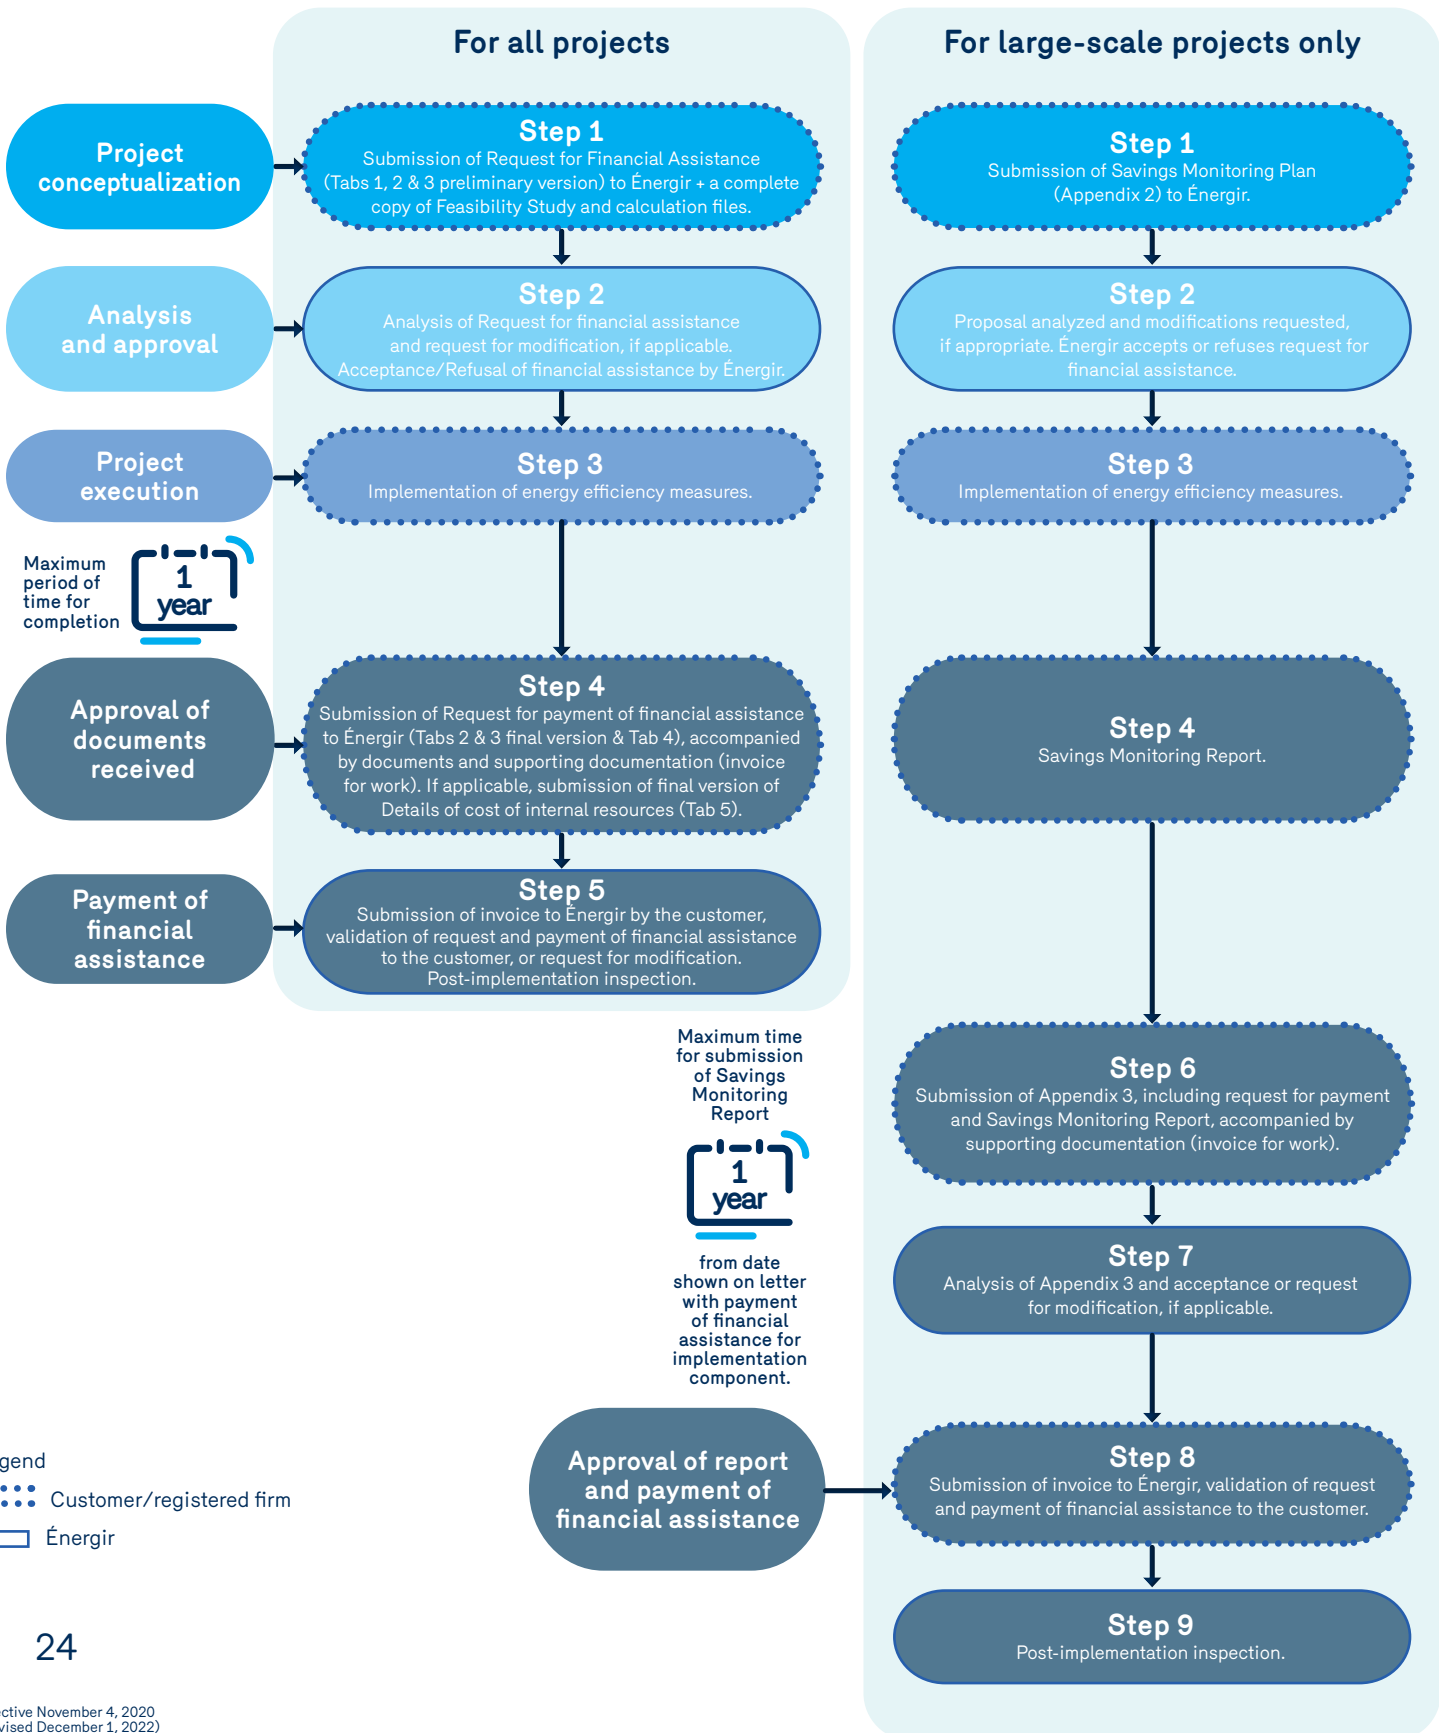 For all projects
For large-scale projects only
Project
conceptualization
Step 1
Submission of Request for Financial Assistance
(Tabs 1, 2 & 3 preliminary version) to Énergir + a complete
copy of Feasibility Study and calculation files.
Step 1
Submission of Savings Monitoring Plan
(Appendix 2) to Énergir.
Analysis
and approval
Step 2
Analysis of Request for financial assistance
and request for modification, if applicable.
Acceptance/Refusal of financial assistance by Énergir.
Step 2
Proposal analyzed and modifications requested,
if appropriate. Énergir accepts or refuses request for
financial assistance.
Project
execution
Step 3
Implementation of energy efficiency measures.
Step 3
Implementation of energy efficiency measures.
Maximum
period of
time for
completion
1
year
Approval of
documents
received
Step 4
Submission of Request for payment of financial assistance
to Énergir (Tabs 2 & 3 final version & Tab 4), accompanied
by documents and supporting documentation (invoice
for work). If applicable, submission of final version of
Details of cost of internal resources (Tab 5).
Step 4
Savings Monitoring Report.
Payment of
financial
assistance
Step 5
Submission of invoice to Énergir by the customer,
validation of request and payment of financial assistance
to the customer, or request for modification.
Post-implementation inspection.
Maximum time
for submission
of Savings
Monitoring
Report
1
year
from date
shown on letter
with payment
of financial
assistance for
implementation
component.
Step 6
Submission of Appendix 3, including request for payment
and Savings Monitoring Report, accompanied by
supporting documentation (invoice for work).
Step 7
Analysis of Appendix 3 and acceptance or request
for modification, if applicable.
Approval of report
and payment of
financial assistance
Step 8
Submission of invoice to Énergir, validation of request
and payment of financial assistance to the customer.
Step 9
Post-implementation inspection.
gend
Customer/registered firm
Énergir
24
ective November 4, 2020
vised December 1, 2022)